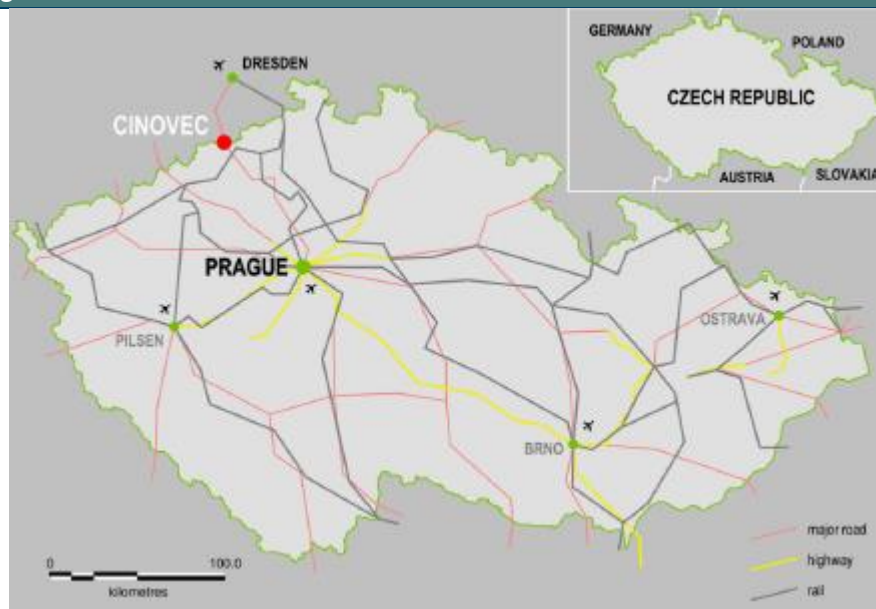 GERMANY
POLAND
CZECH REPUBLIC
AUSTRIA
SLOVAKIA
DRESDEN
CINOVEC
PRAGUE
PILSEN
OSTRAVA
BRNO
major road
highway
rail
0 100.0
kilometres